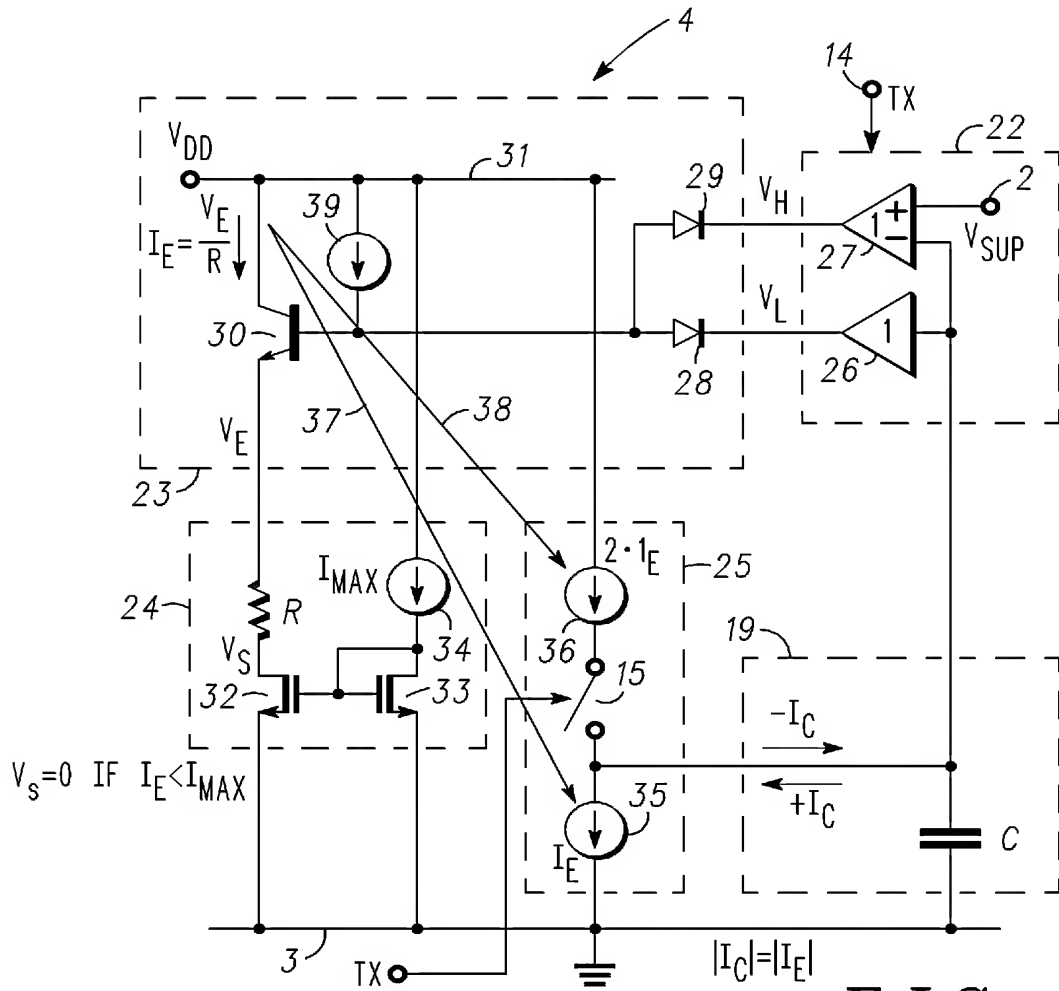 4
14
TX
22
V_DD
31
29
V_H
2
39
V_E
I_E = V_E/R
1
+
−
27
V_SUP
30
V_L
1
28
26
37
38
V_E
23
2·1_E
25
I_MAX
24
R
34
36
19
V_S
15
32
33
−I_C
V_s=0 IF I_E<I_MAX
+I_C
35
I_E
C
3
|I_C|=|I_E|
TX